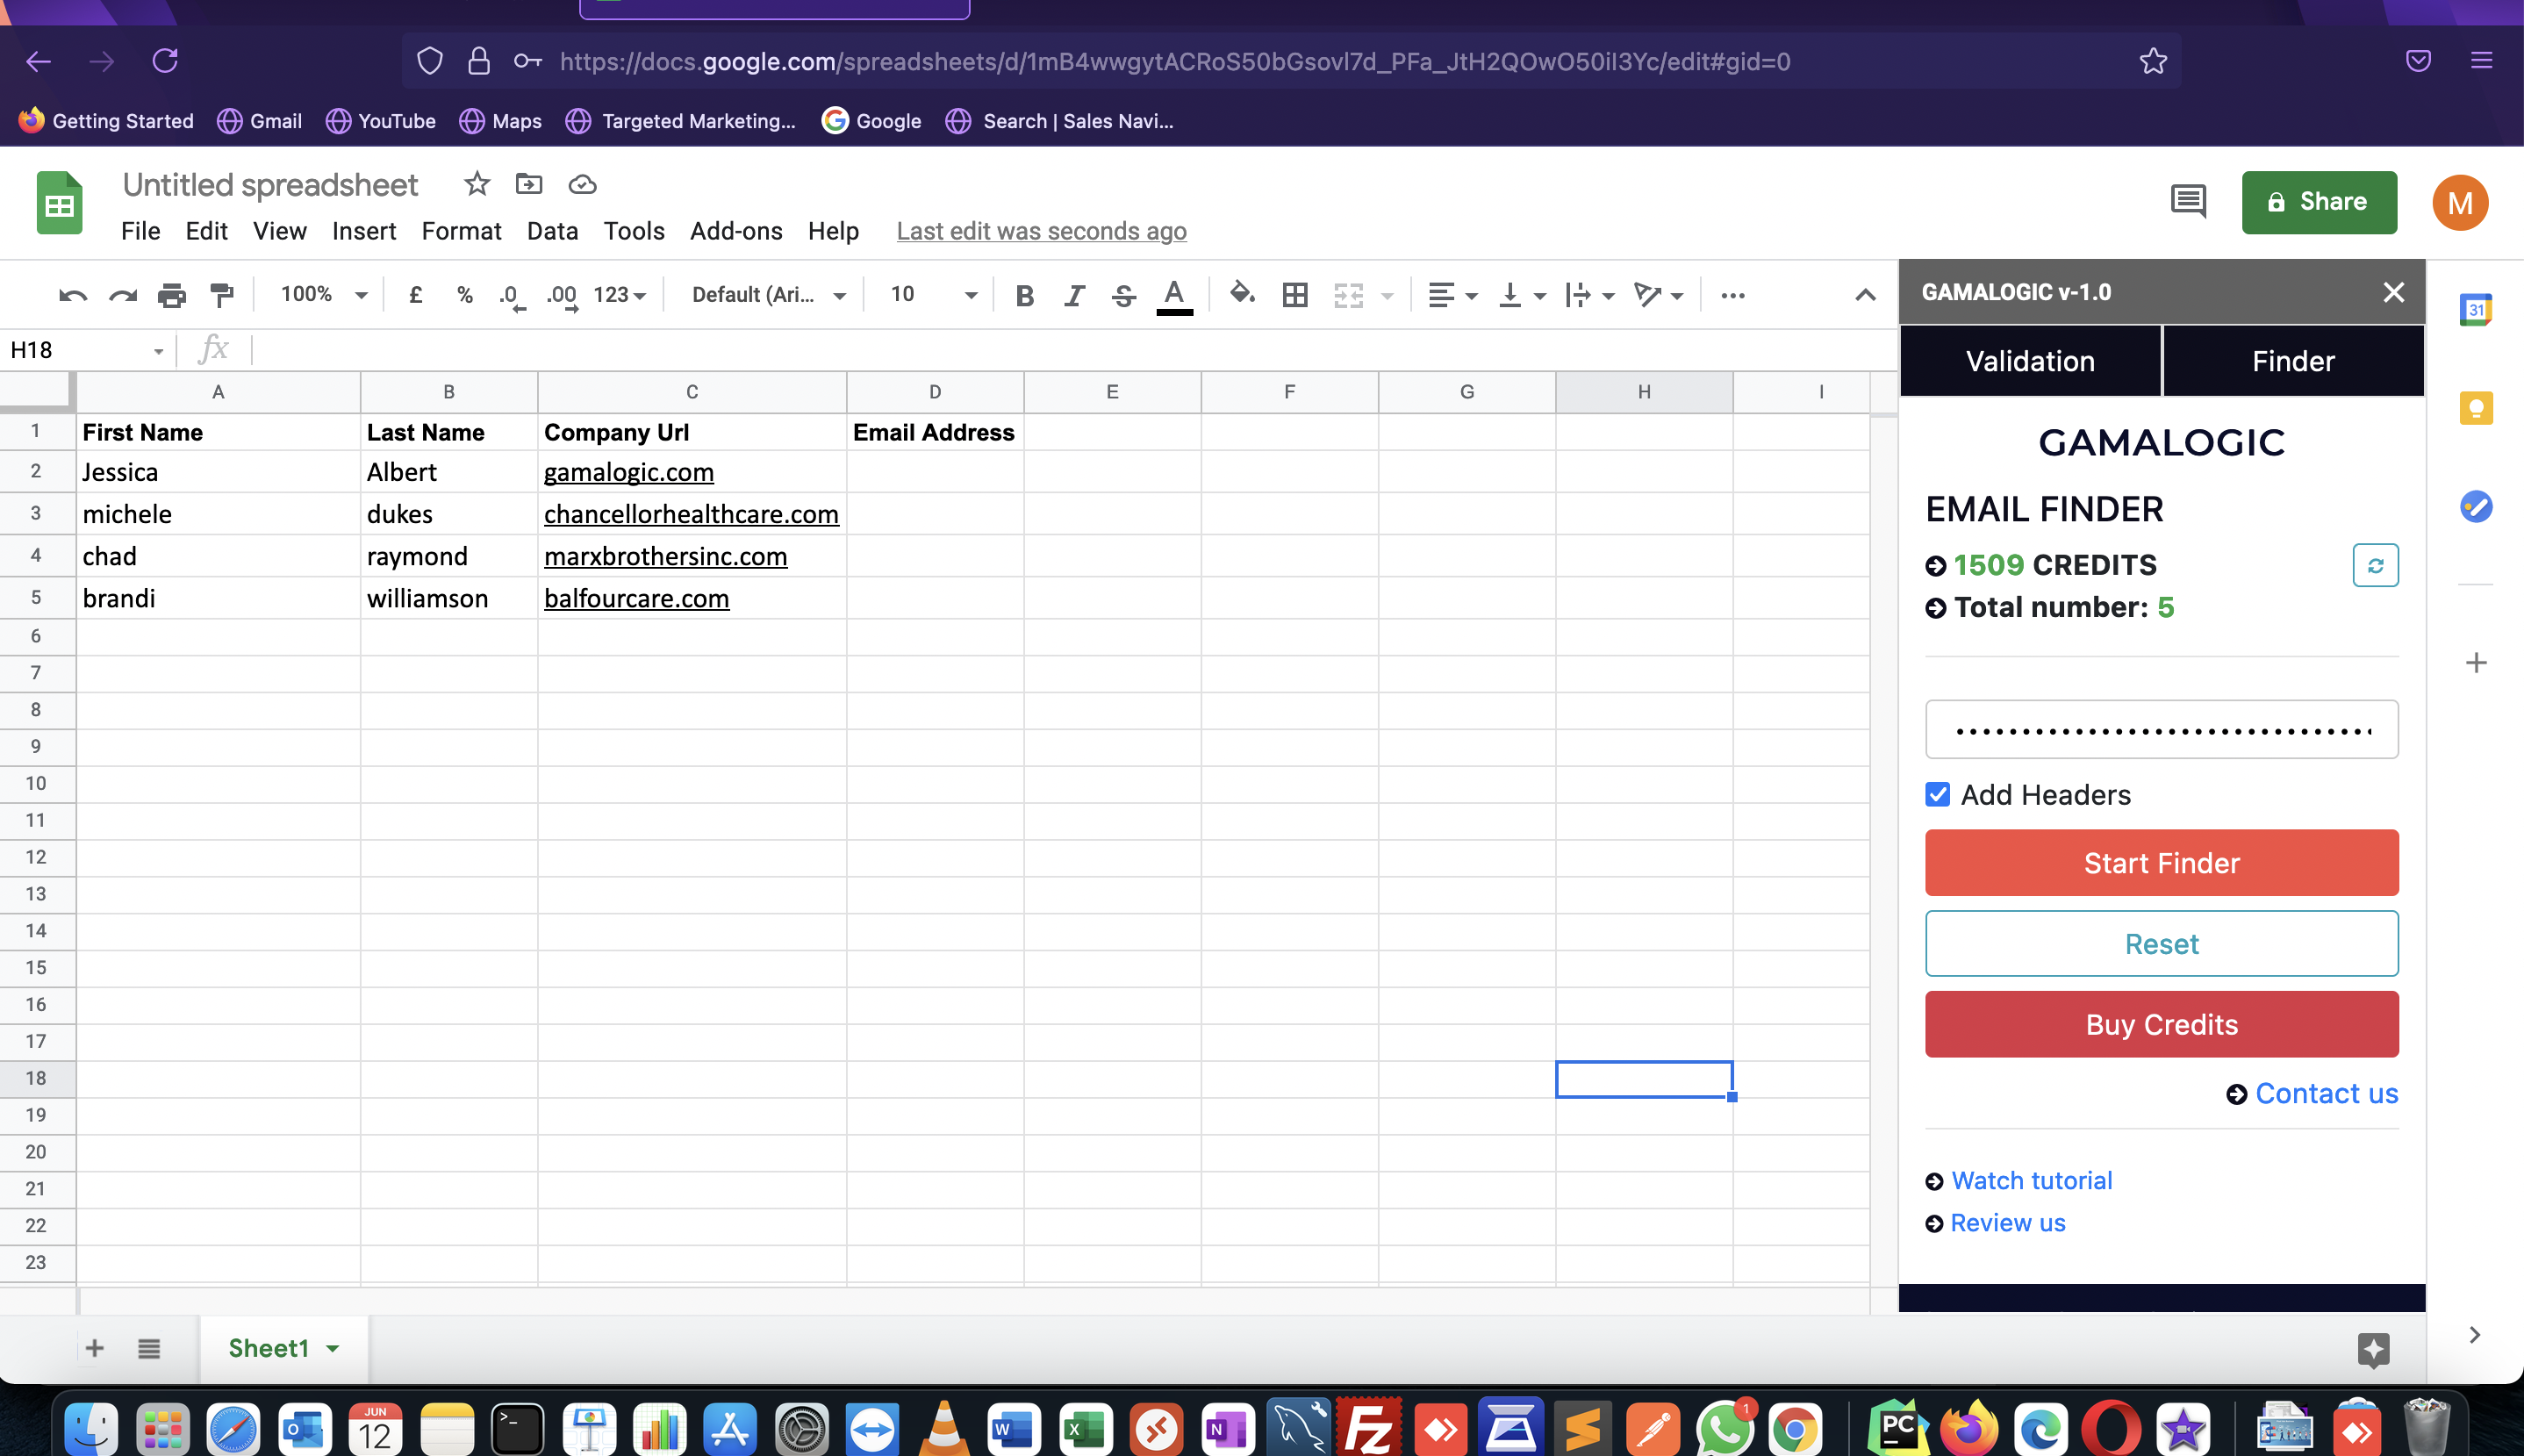 https://docs.google.com/spreadsheets/d/1mB4wwgytACRoS50bGsovl7d_PFa_JtH2QOwO50iI3Yc/edit#gid=0
Getting Started Gmail YouTube Maps Targeted Marketing... Google Search | Sales Navi...
Untitled spreadsheet
File Edit View Insert Format Data Tools Add-ons Help Last edit was seconds ago
Share
M
100% £ % .0 .00 123 Default (Ari... 10 B I S A
H18 fx
A B C D E F G H I
1 First Name Last Name Company Url Email Address
2 Jessica Albert gamalogic.com
3 michele dukes chancellorhealthcare.com
4 chad raymond marxbrothersinc.com
5 brandi williamson balfourcare.com
6
7
8
9
10
11
12
13
14
15
16
17
18
19
20
21
22
23
Sheet1
GAMALOGIC v-1.0
Validation Finder
GAMALOGIC
EMAIL FINDER
1509 CREDITS
Total number: 5
Add Headers
Start Finder
Reset
Buy Credits
Contact us
Watch tutorial
Review us
31
JUN
12
W
X
N
Fz
1
PC